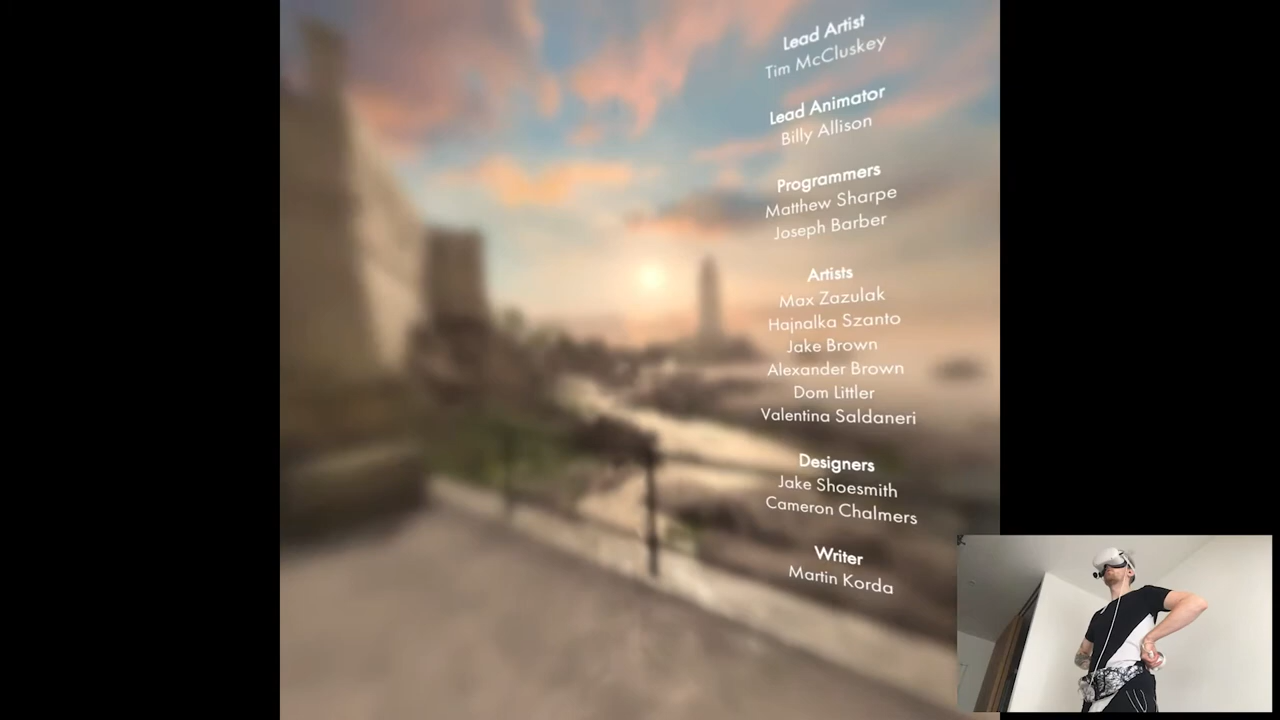 Lead Artist
Tim McCluskey
Lead Animator
Billy Allison
Programmers
Matthew Sharpe
Joseph Barber
Artists
Max Zazulak
Hajnalka Szanto
Jake Brown
Alexander Brown
Dom Littler
Valentina Saldaneri
Designers
Jake Shoesmith
Cameron Chalmers
Writer
Martin Korda